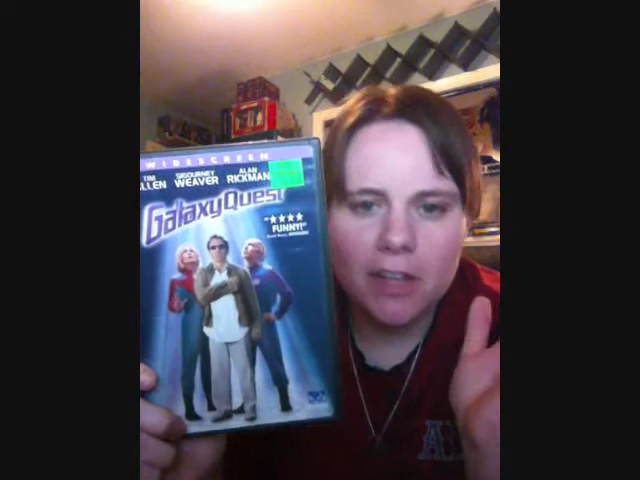 WIDESCREEN
TIM ALLEN
SIGOURNEY WEAVER
ALAN RICKMAN
GalaxyQuest
"★★★★
FUNNY!"